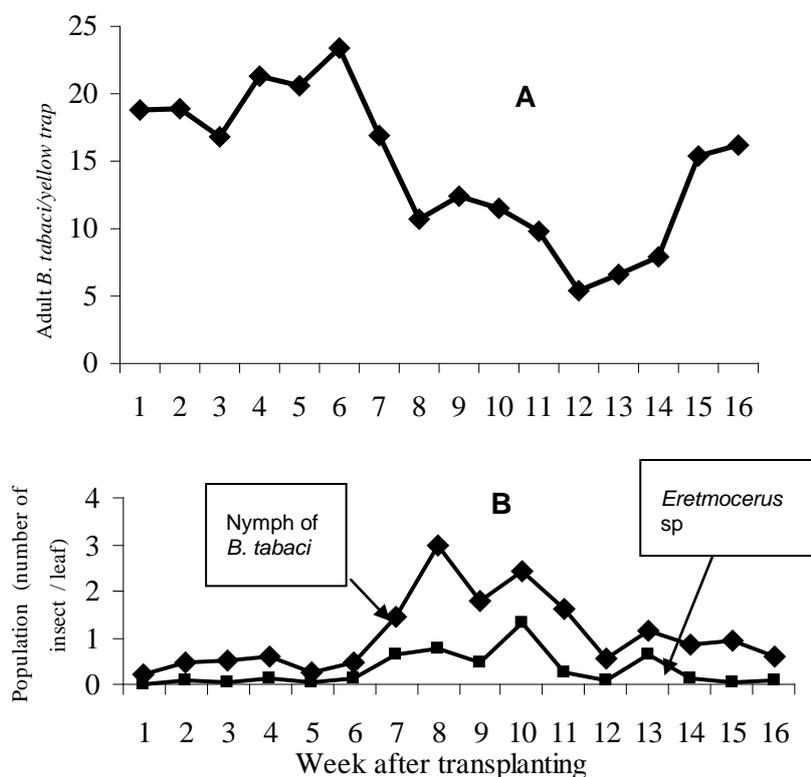 25
20
15
10
5
0
Adult B. tabaci/yellow trap
A
1 2 3 4 5 6 7 8 9 10 11 12 13 14 15 16
4
3
2
1
0
Population (number of
insect / leaf)
Nymph of
B. tabaci
B
Eretmocerus
sp
1 2 3 4 5 6 7 8 9 10 11 12 13 14 15 16
Week after transplanting